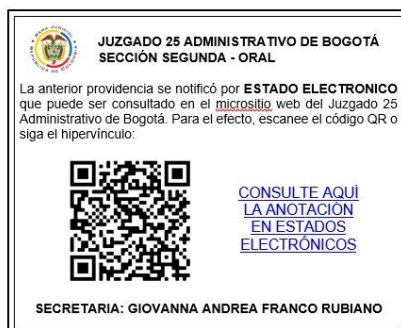 JUZGADO 25 ADMINISTRATIVO DE BOGOTÁ
SECCIÓN SEGUNDA - ORAL
La anterior providencia se notificó por ESTADO ELECTRONICO
que puede ser consultado en el micrositio web del Juzgado 25
Administrativo de Bogotá. Para el efecto, escanee el código QR o
siga el hipervínculo:
CONSULTE AQUÍ
LA ANOTACIÓN
EN ESTADOS
ELECTRÓNICOS
SECRETARIA: GIOVANNA ANDREA FRANCO RUBIANO